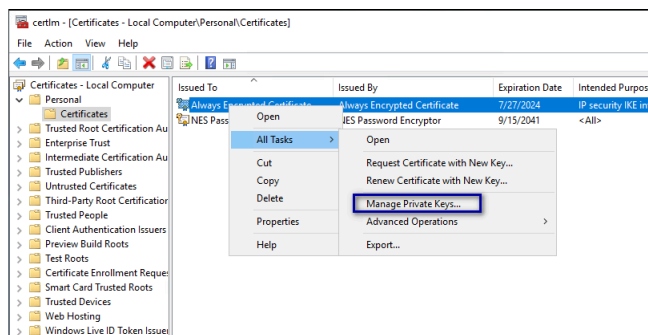 certlm - [Certificates - Local Computer\Personal\Certificates]
File Action View Help
Certificates - Local Computer
Personal
Certificates
Trusted Root Certification Au
Enterprise Trust
Intermediate Certification Au
Trusted Publishers
Untrusted Certificates
Third-Party Root Certification
Trusted People
Client Authentication Issuers
Preview Build Roots
Test Roots
Certificate Enrollment Reques
Smart Card Trusted Roots
Trusted Devices
Web Hosting
Windows Live ID Token Issuer
Issued To Issued By Expiration Date Intended Purpos
Always Encrypted Certificate Always Encrypted Certificate 7/27/2024 IP security IKE in
NES Pass NES Password Encryptor 9/15/2041 <All>
Open
All Tasks
Cut
Copy
Delete
Properties
Help
Open
Request Certificate with New Key...
Renew Certificate with New Key...
Manage Private Keys...
Advanced Operations
Export...